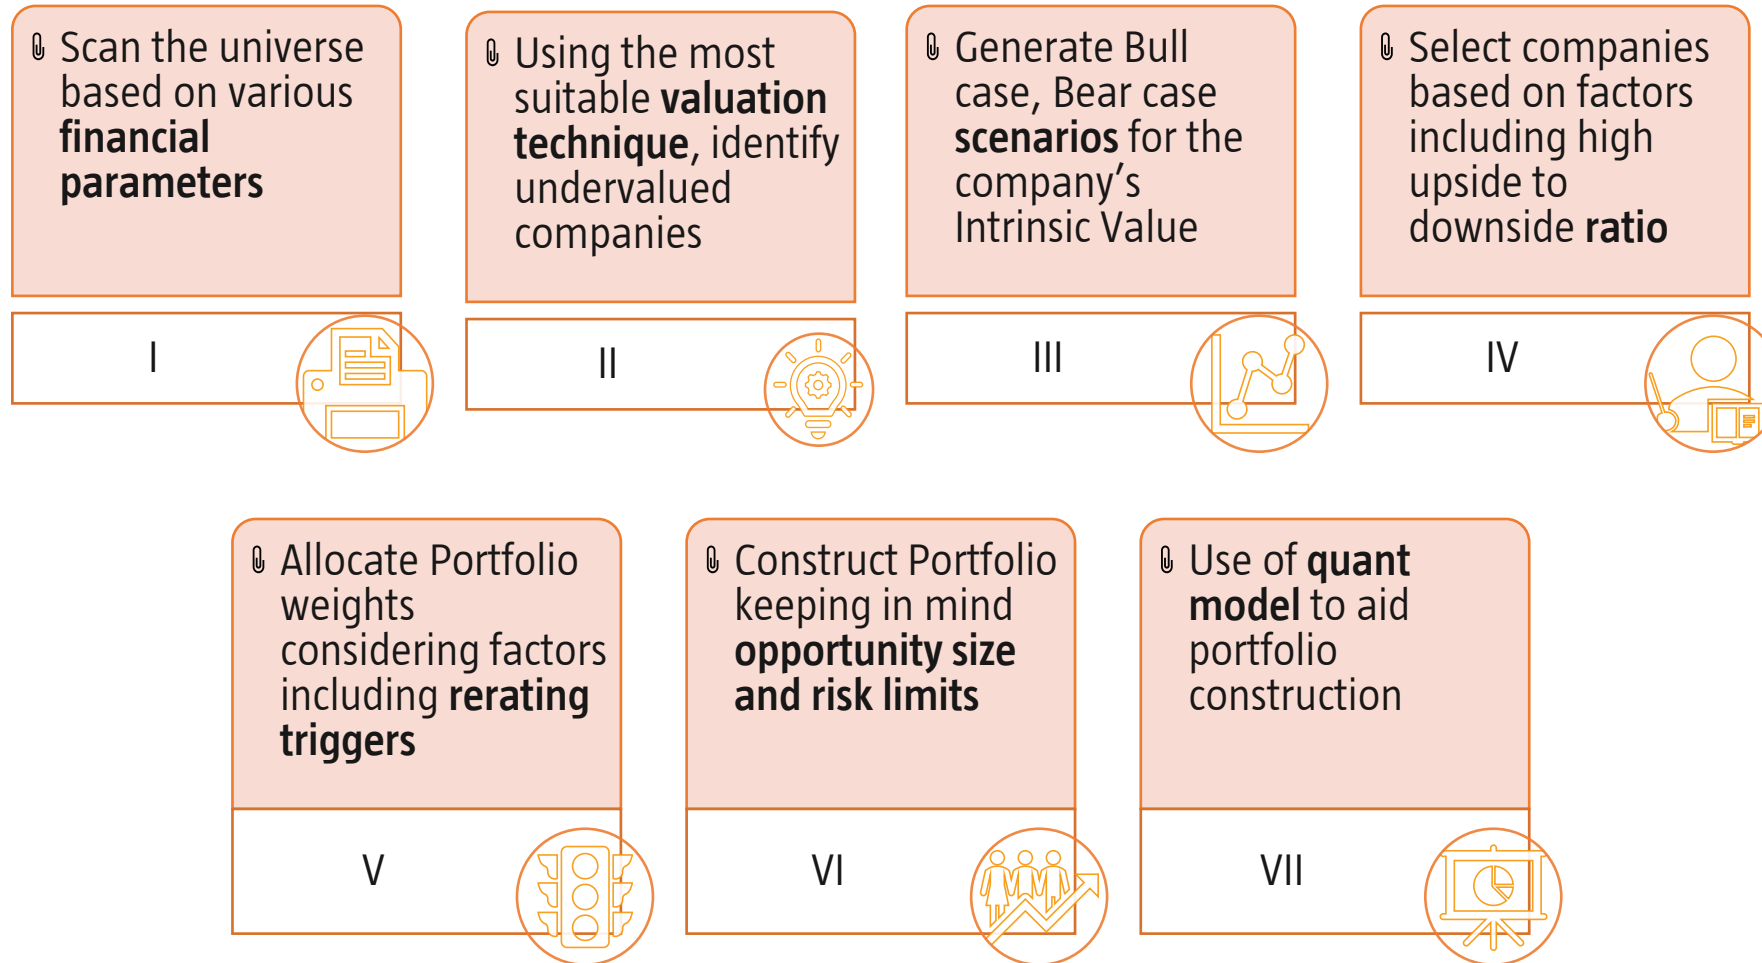 Scan the universe
based on various
financial
parameters
I
Using the most
suitable valuation
technique, identify
undervalued
companies
II
Generate Bull
case, Bear case
scenarios for the
company's
Intrinsic Value
III
Select companies
based on factors
including high
upside to
downside ratio
IV
Allocate Portfolio
weights
considering factors
including rerating
triggers
V
Construct Portfolio
keeping in mind
opportunity size
and risk limits
VI
Use of quant
model to aid
portfolio
construction
VII